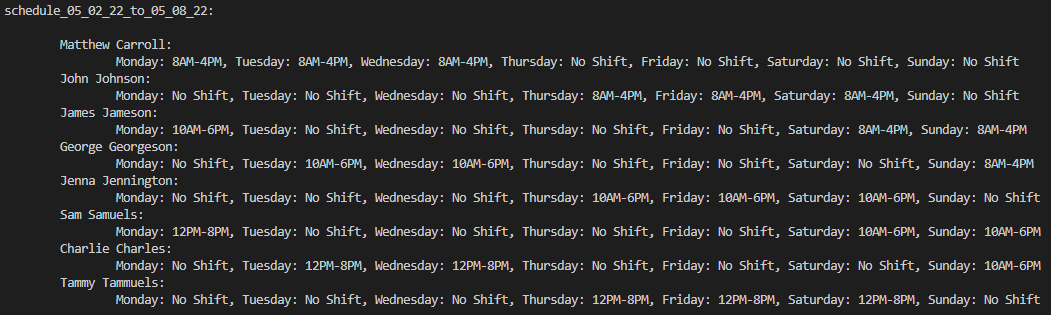 schedule_05_02_22_to_05_08_22:
Matthew Carroll:
Monday: 8AM-4PM, Tuesday: 8AM-4PM, Wednesday: 8AM-4PM, Thursday: No Shift, Friday: No Shift, Saturday: No Shift, Sunday: No Shift
John Johnson:
Monday: No Shift, Tuesday: No Shift, Wednesday: No Shift, Thursday: 8AM-4PM, Friday: 8AM-4PM, Saturday: 8AM-4PM, Sunday: No Shift
James Jameson:
Monday: 10AM-6PM, Tuesday: No Shift, Wednesday: No Shift, Thursday: No Shift, Friday: No Shift, Saturday: 8AM-4PM, Sunday: 8AM-4PM
George Georgeson:
Monday: No Shift, Tuesday: 10AM-6PM, Wednesday: 10AM-6PM, Thursday: No Shift, Friday: No Shift, Saturday: No Shift, Sunday: 8AM-4PM
Jenna Jennington:
Monday: No Shift, Tuesday: No Shift, Wednesday: No Shift, Thursday: 10AM-6PM, Friday: 10AM-6PM, Saturday: 10AM-6PM, Sunday: No Shift
Sam Samuels:
Monday: 12PM-8PM, Tuesday: No Shift, Wednesday: No Shift, Thursday: No Shift, Friday: No Shift, Saturday: 10AM-6PM, Sunday: 10AM-6PM
Charlie Charles:
Monday: No Shift, Tuesday: 12PM-8PM, Wednesday: 12PM-8PM, Thursday: No Shift, Friday: No Shift, Saturday: No Shift, Sunday: 10AM-6PM
Tammy Tammuels:
Monday: No Shift, Tuesday: No Shift, Wednesday: No Shift, Thursday: 12PM-8PM, Friday: 12PM-8PM, Saturday: 12PM-8PM, Sunday: No Shift